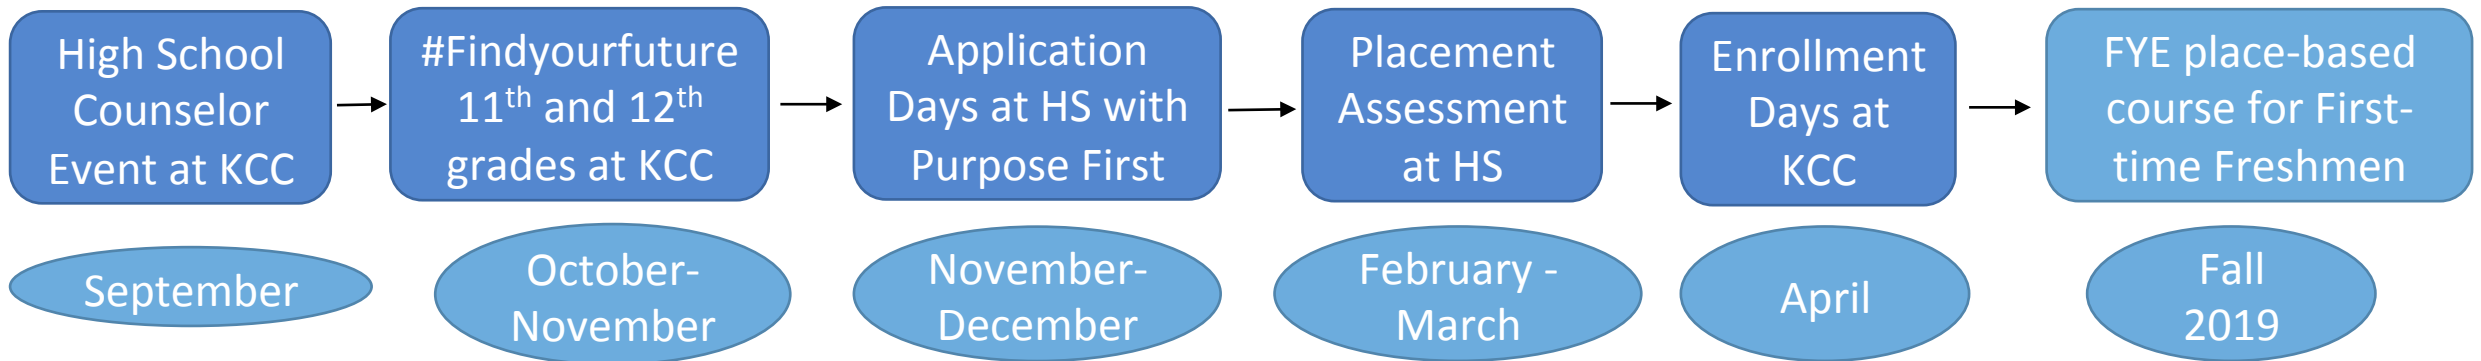 High School
Counselor
Event at KCC
#Findyourfuture
11th and 12th
grades at KCC
Application
Days at HS with
Purpose First
Placement
Assessment
at HS
Enrollment
Days at
KCC
FYE place-based
course for First-
time Freshmen
September
October-
November
November-
December
February -
March
April
Fall
2019